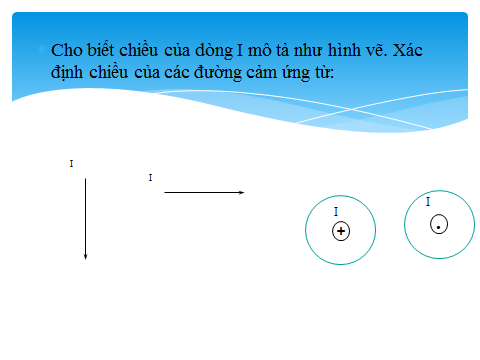 Cho biết chiều của dòng I mô tả như hình vẽ. Xác
định chiều của các đường cảm ứng từ:
I
I
I
I
+
.